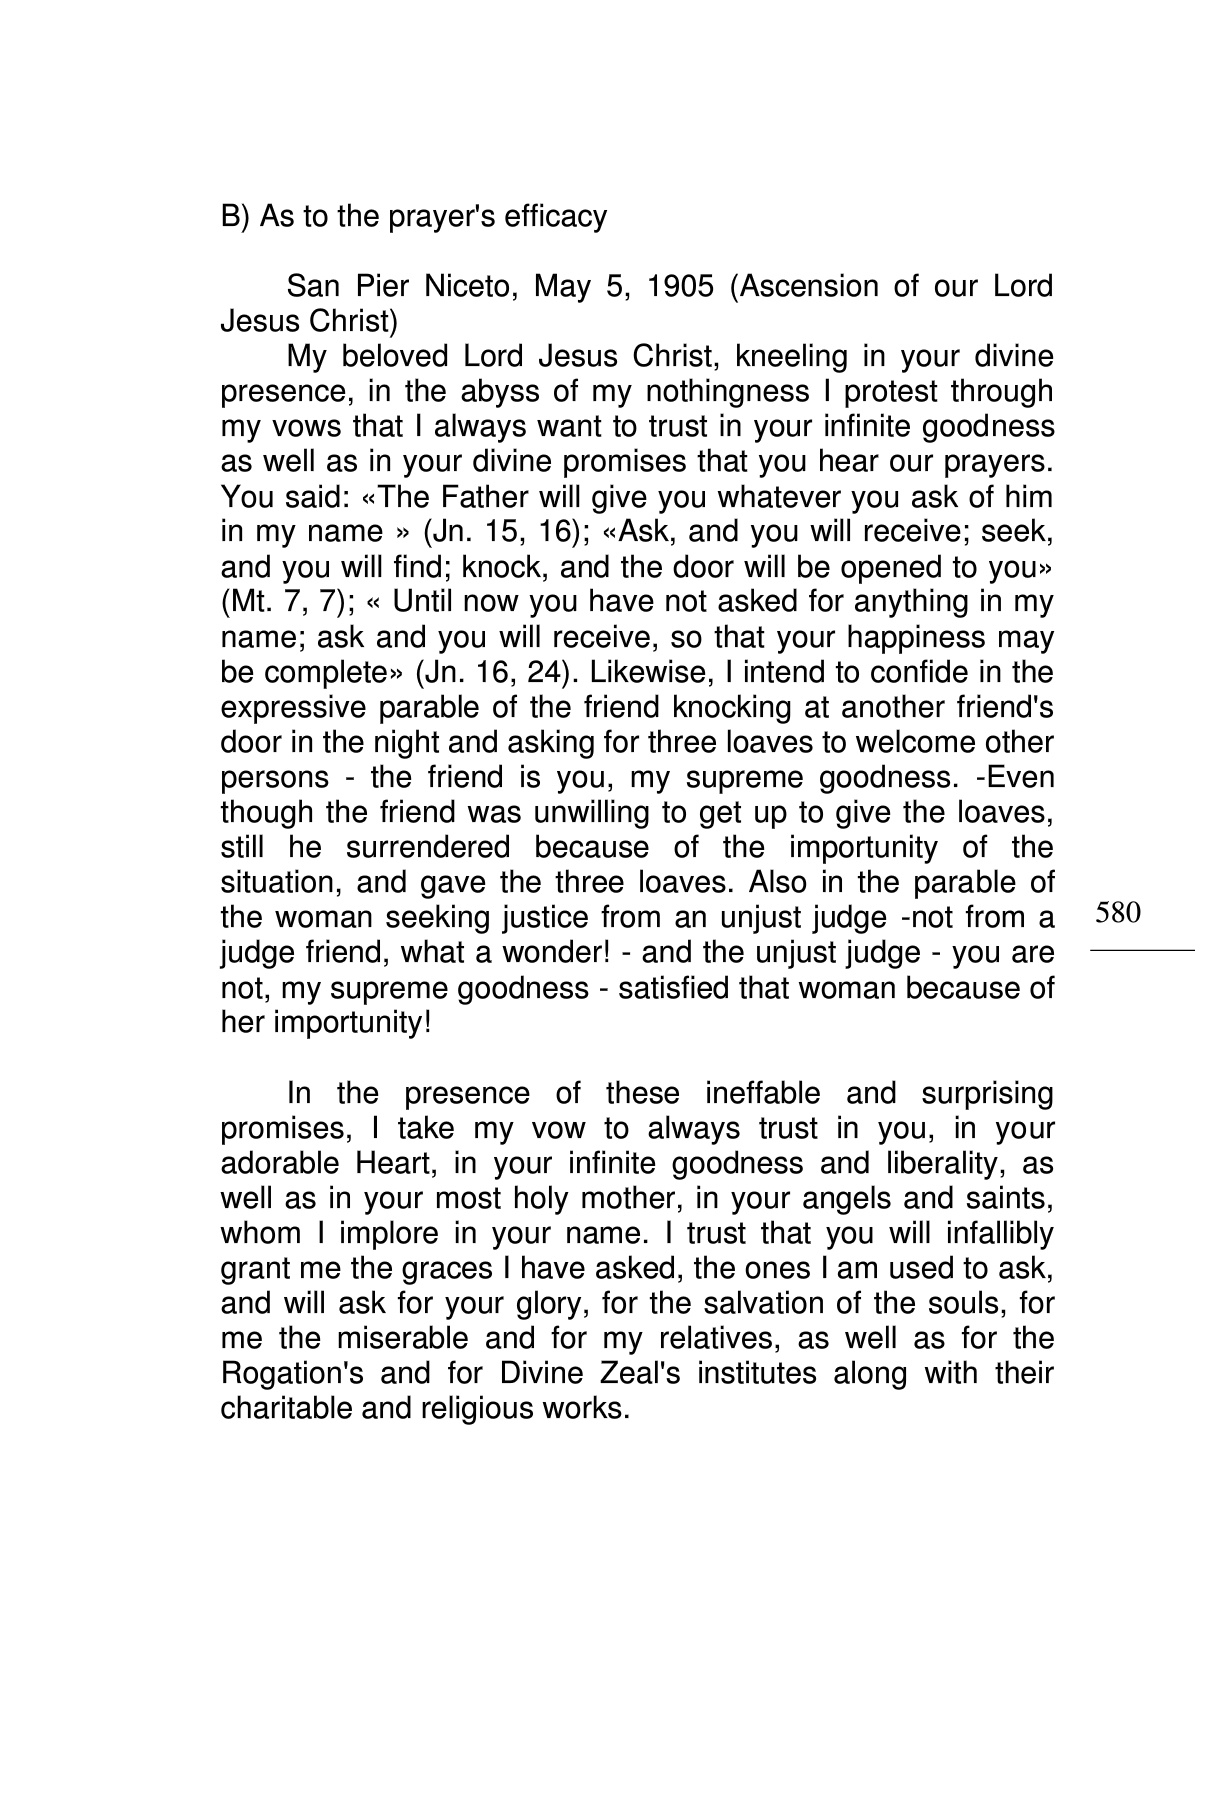 B) As to the prayer's efficacy
San Pier Niceto, May 5, 1905 (Ascension of our Lord
Jesus Christ)
My beloved Lord Jesus Christ, kneeling in your divine
presence, in the abyss of my nothingness I protest through
my vows that I always want to trust in your infinite goodness
as well as in your divine promises that you hear our prayers.
You said: «The Father will give you whatever you ask of him
in my name » (Jn. 15, 16); «Ask, and you will receive; seek,
and you will find; knock, and the door will be opened to you»
(Mt. 7, 7); « Until now you have not asked for anything in my
name; ask and you will receive, so that your happiness may
be complete» (Jn. 16, 24). Likewise, I intend to confide in the
expressive parable of the friend knocking at another friend's
door in the night and asking for three loaves to welcome other
persons - the friend is you, my supreme goodness. -Even
though the friend was unwilling to get up to give the loaves,
still he surrendered because of the importunity of the
situation, and gave the three loaves. Also in the parable of
the woman seeking justice from an unjust judge -not from a
judge friend, what a wonder! - and the unjust judge - you are
not, my supreme goodness - satisfied that woman because of
her importunity!
In the presence of these ineffable and surprising
promises, I take my vow to always trust in you, in your
adorable Heart, in your infinite goodness and liberality, as
well as in your most holy mother, in your angels and saints,
whom I implore in your name. I trust that you will infallibly
grant me the graces I have asked, the ones I am used to ask,
and will ask for your glory, for the salvation of the souls, for
me the miserable and for my relatives, as well as for the
Rogation's and for Divine Zeal's institutes along with their
charitable and religious works.
580